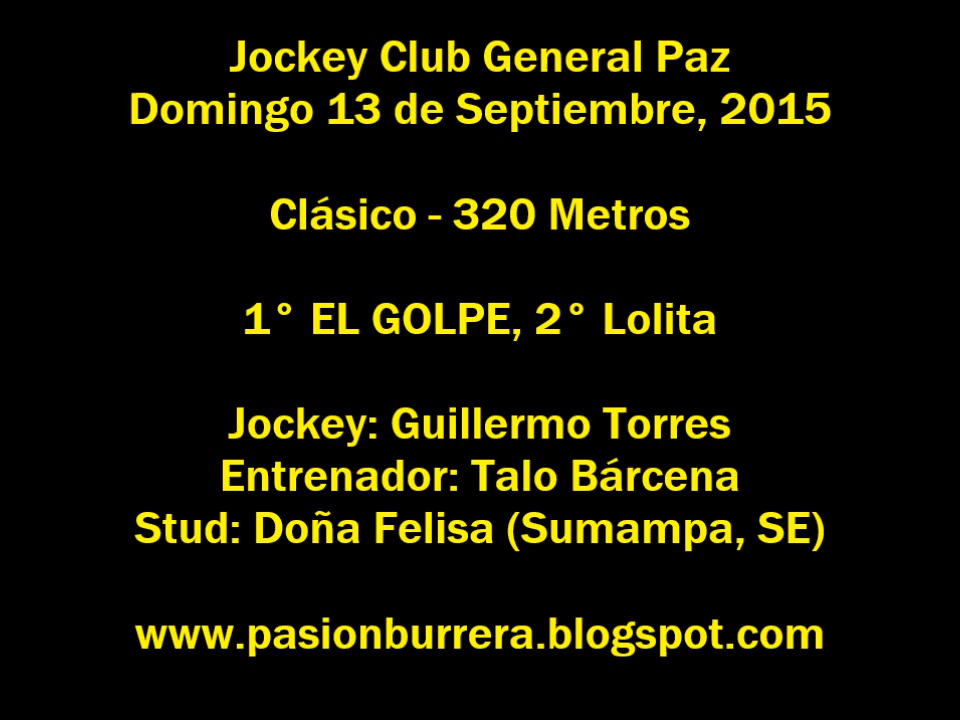 Jockey Club General Paz
Domingo 13 de Septiembre, 2015
Clásico - 320 Metros
1° EL GOLPE, 2° Lolita
Jockey: Guillermo Torres
Entrenador: Talo Bárcena
Stud: Doña Felisa (Sumampa, SE)
www.pasionburrera.blogspot.com